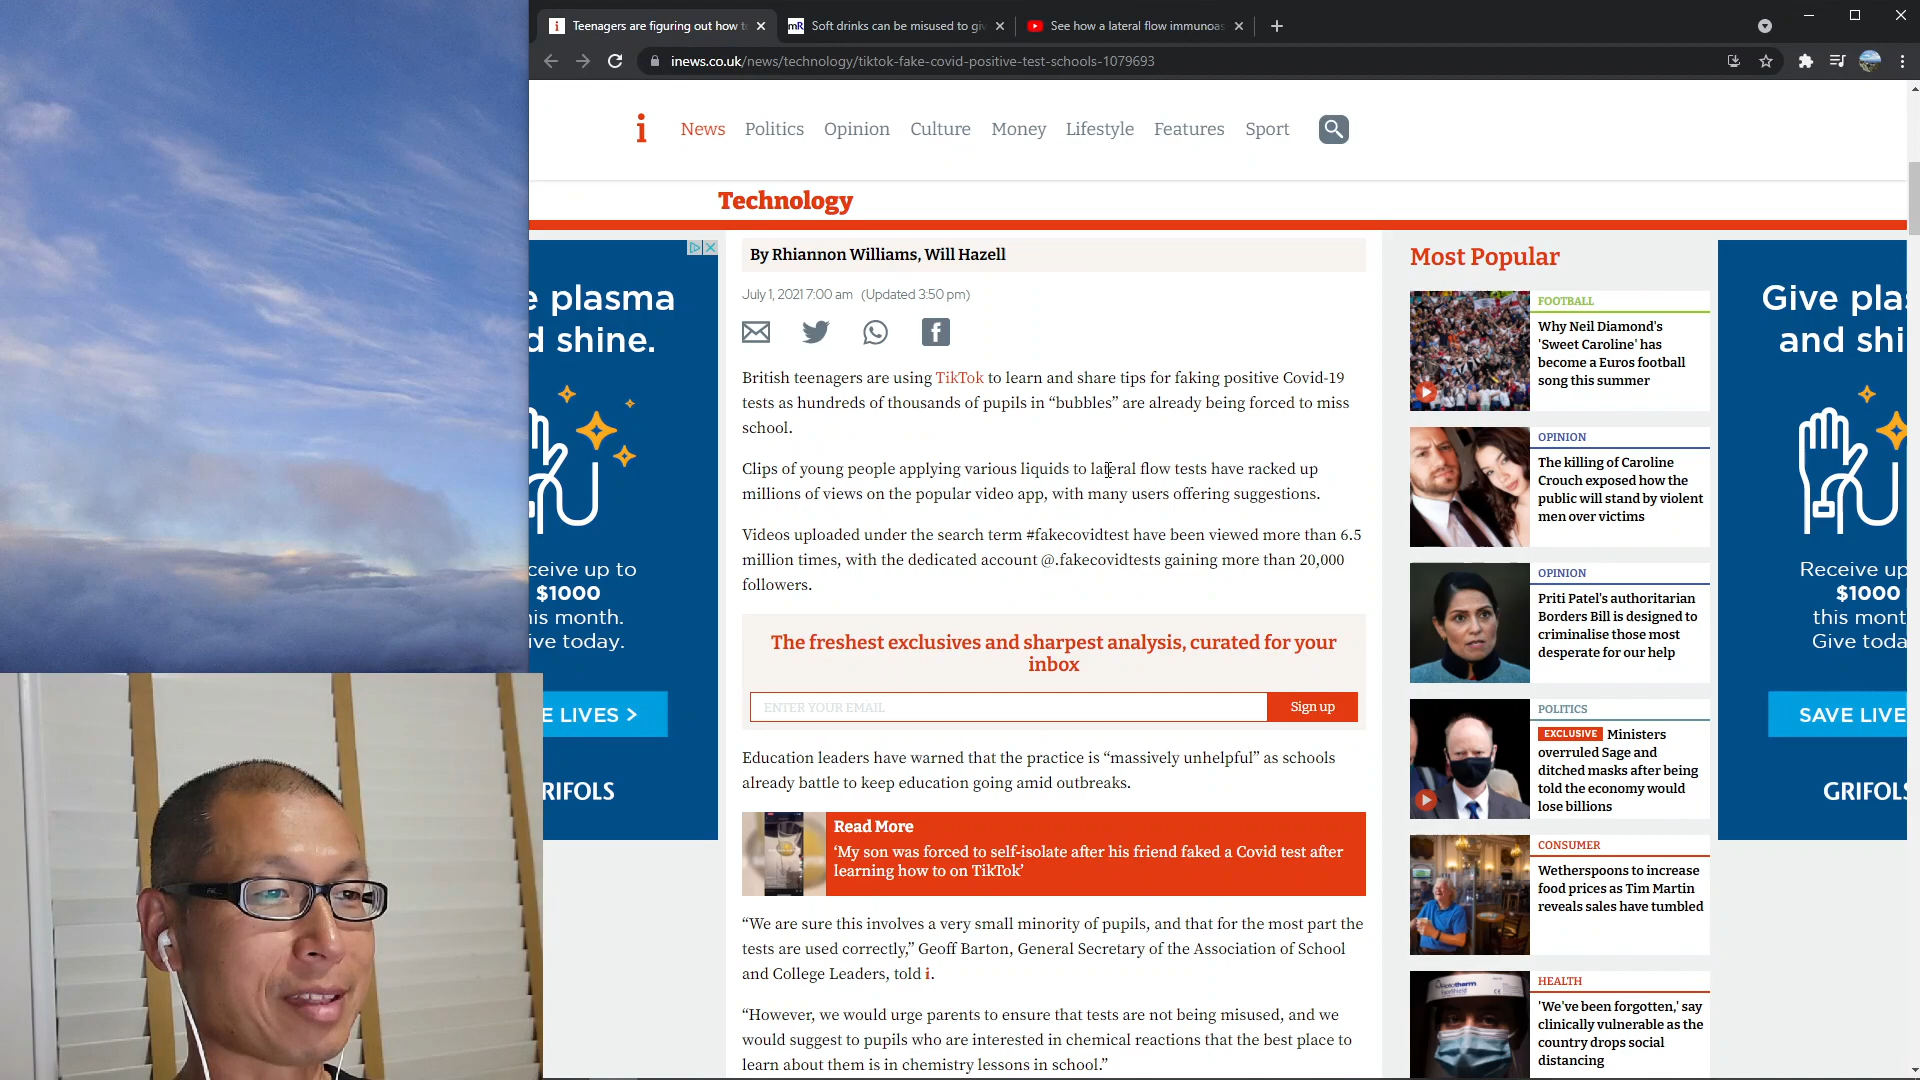 Teenagers are figuring out how t
Soft drinks can be misused to gi
See how a lateral flow immunoas
inews.co.uk/news/technology/tiktok-fake-covid-positive-test-schools-1079693
i
News
Politics
Opinion
Culture
Money
Lifestyle
Features
Sport
Technology
By Rhiannon Williams, Will Hazell
July 1, 2021 7:00 am (Updated 3:50 pm)
British teenagers are using TikTok to learn and share tips for faking positive Covid-19
tests as hundreds of thousands of pupils in “bubbles” are already being forced to miss
school.
Clips of young people applying various liquids to lateral flow tests have racked up
millions of views on the popular video app, with many users offering suggestions.
Videos uploaded under the search term #fakecovidtest have been viewed more than 6.5
million times, with the dedicated account @.fakecovidtests gaining more than 20,000
followers.
The freshest exclusives and sharpest analysis, curated for your
inbox
ENTER YOUR EMAIL
Sign up
Education leaders have warned that the practice is “massively unhelpful” as schools
already battle to keep education going amid outbreaks.
Read More
‘My son was forced to self-isolate after his friend faked a Covid test after
learning how to on TikTok’
“We are sure this involves a very small minority of pupils, and that for the most part the
tests are used correctly,” Geoff Barton, General Secretary of the Association of School
and College Leaders, told i.
“However, we would urge parents to ensure that tests are not being misused, and we
would suggest to pupils who are interested in chemical reactions that the best place to
learn about them is in chemistry lessons in school.”
e plasma
d shine.
ceive up to
$1000
his month.
ive today.
E LIVES >
RIFOLS
Most Popular
FOOTBALL
Why Neil Diamond's
'Sweet Caroline' has
become a Euros football
song this summer
OPINION
The killing of Caroline
Crouch exposed how the
public will stand by violent
men over victims
OPINION
Priti Patel's authoritarian
Borders Bill is designed to
criminalise those most
desperate for our help
POLITICS
EXCLUSIVE Ministers
overruled Sage and
ditched masks after being
told the economy would
lose billions
CONSUMER
Wetherspoons to increase
food prices as Tim Martin
reveals sales have tumbled
HEALTH
'We've been forgotten,' say
clinically vulnerable as the
country drops social
distancing
Give pla
and shi
Receive up
$1000
this mont
Give toda
SAVE LIVE
GRIFOLS